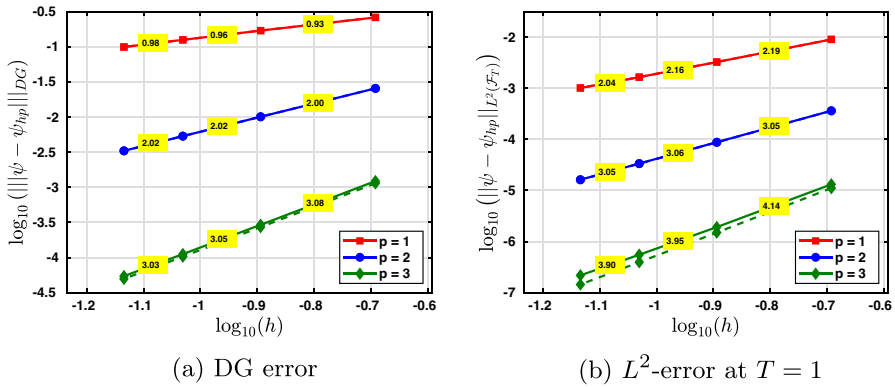 -0.5
-1
-1.5
-2
-2.5
-3
-3.5
-4
-4.5
log₁₀(|||ψ − ψₕₚ|||_DG)
0.98
0.96
0.93
2.02
2.02
2.00
3.03
3.05
3.08
p = 1
p = 2
p = 3
-1.2 -1.1 -1 -0.9 -0.8 -0.7 -0.6
log₁₀(h)
(a) DG error
-2
-3
-4
-5
-6
-7
log₁₀(||ψ − ψₕₚ||_{L²(ℱ_T)})
2.04
2.16
2.19
3.05
3.06
3.05
3.90
3.95
4.14
p = 1
p = 2
p = 3
-1.2 -1.1 -1 -0.9 -0.8 -0.7 -0.6
log₁₀(h)
(b) L²-error at T = 1